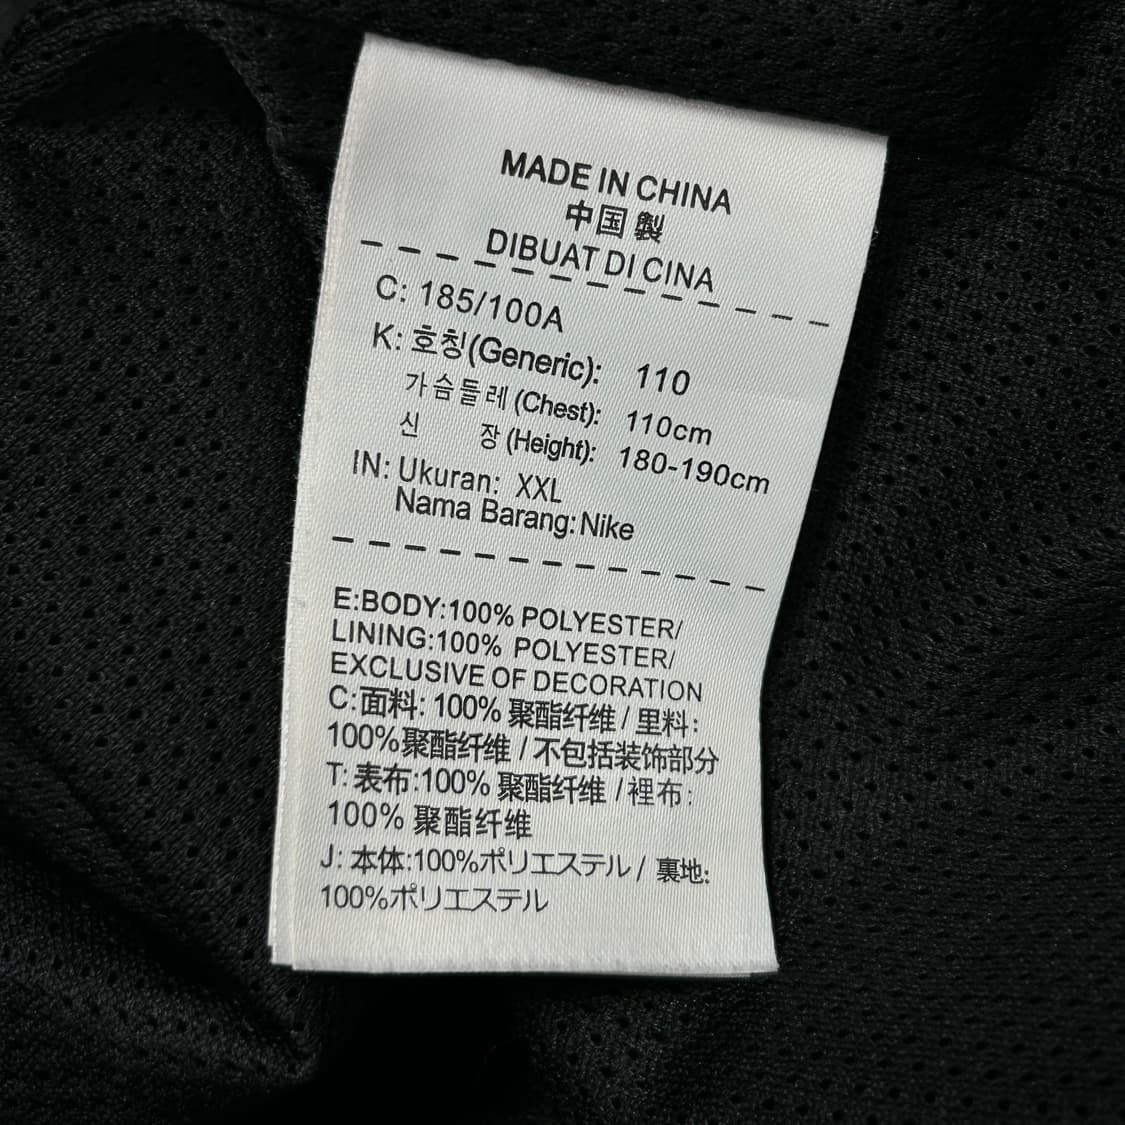 MADE IN CHINA
中国製
DIBUAT DI CINA
C: 185/100A
K: 호칭(Generic): 110
가슴들레 (Chest): 110cm
신 장 (Height): 180-190cm
IN: Ukuran: XXL
Nama Barang: Nike
E:BODY:100% POLYESTER/
LINING:100% POLYESTER/
EXCLUSIVE OF DECORATION
C:面料: 100% 聚酯纤维 / 里料:
100%聚酯纤维 / 不包括装饰部分
T: 表布:100% 聚酯纤维 / 裡布:
100% 聚酯纤维
J: 本体:100%ポリエステル / 裏地:
100%ポリエステル